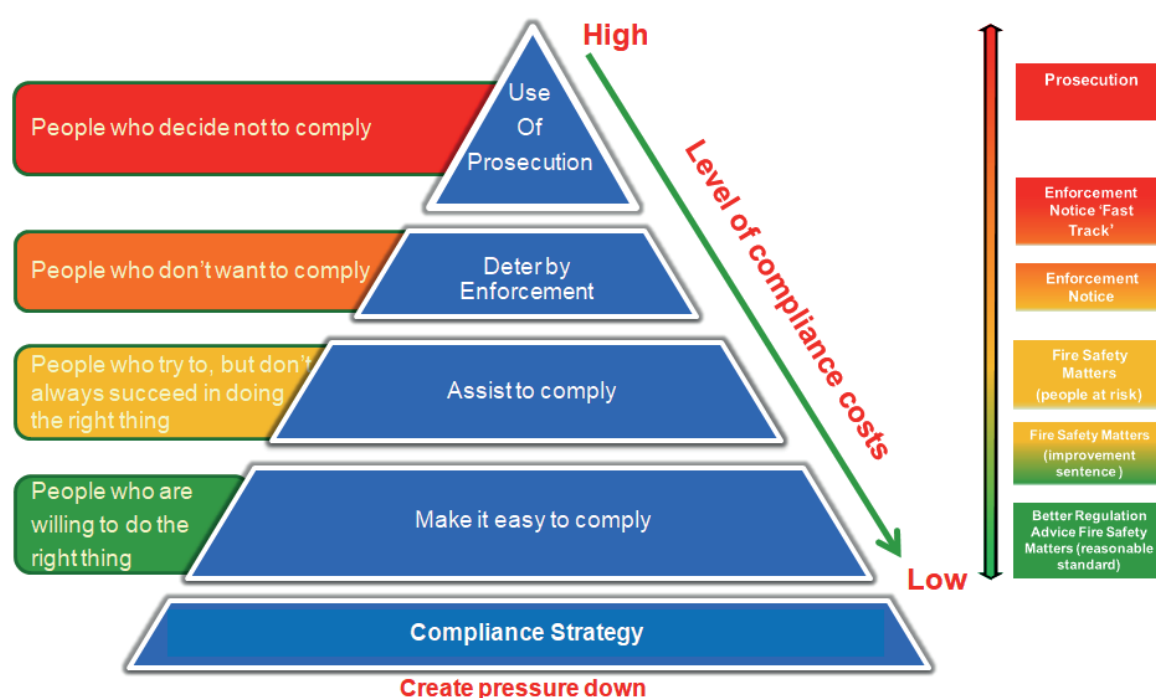 High
Use
Of
Prosecution
People who decide not to comply
Deter by
Enforcement
People who don't want to comply
Assist to comply
People who try to, but don't
always succeed in doing
the right thing
Make it easy to comply
People who are
willing to do the
right thing
Level of compliance costs
Low
Compliance Strategy
Create pressure down
Prosecution
Enforcement
Notice 'Fast
Track'
Enforcement
Notice
Fire Safety
Matters
(people at risk)
Fire Safety Matters
(improvement
sentence )
Better Regulation
Advice Fire Safety
Matters (reasonable
standard)